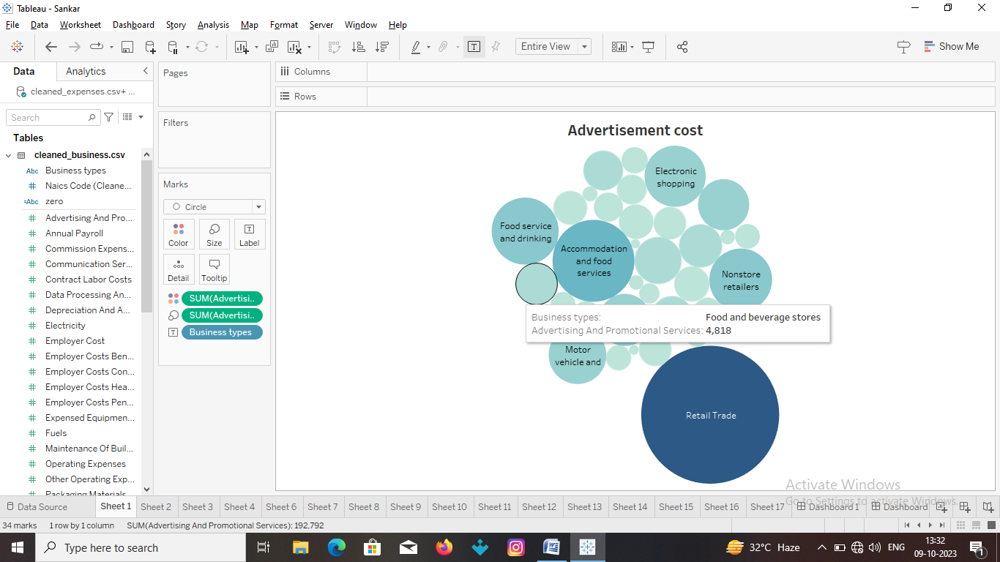 Tableau - Sankar
File Data Worksheet Dashboard Story Analysis Map Format Server Window Help
Entire View
Show Me
Data Analytics
cleaned_expenses.csv+ ...
Search
Tables
cleaned_business.csv
Abc Business types
# Naics Code (Cleane...
=Abc zero
# Advertising And Pro...
# Annual Payroll
# Commission Expens...
# Communication Ser...
# Contract Labor Costs
# Data Processing An...
# Depreciation And A...
# Electricity
# Employer Cost
# Employer Costs Ben...
# Employer Costs Con...
# Employer Costs Hea...
# Employer Costs Pen...
# Expensed Equipmen...
# Fuels
# Maintenance Of Buil...
# Operating Expenses
# Other Operating Exp...
# Packaging Materials
Pages
Filters
Marks
Circle
Color Size T Label
Detail Tooltip
SUM(Advertisi..
SUM(Advertisi..
T Business types
Columns
Rows
Advertisement cost
Electronic
shopping
Food service
and drinking
Accommodation
and food
services
Nonstore
retailers
Business types: Food and beverage stores
Advertising And Promotional Services: 4,818
Motor
vehicle and
Retail Trade
Activate Windows
Go to Settings to activate Windows.
Data Source Sheet 1 Sheet 2 Sheet 3 Sheet 4 Sheet 6 Sheet 7 Sheet 8 Sheet 9 Sheet 10 Sheet 11 Sheet 12 Sheet 13 Sheet 14 Sheet 15 Sheet 16 Sheet 17 Dashboard 1 Dashboard
34 marks 1 row by 1 column SUM(Advertising And Promotional Services): 192,792
Type here to search
32°C Haze
ENG
13:32
09-10-2023
1